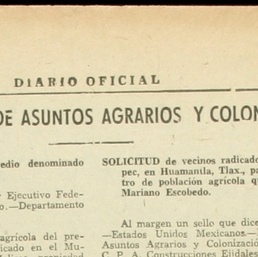 DIARIO OFICIAL
DE ASUNTOS AGRARIOS Y COLON
edio denominado
r Ejecutivo Fede-
o.—Departamento
agrícola del pre-
icado en el Mu-
SOLICITUD de vecinos radicado
pec, en Huamantla, Tlax., pa
tro de población agrícola qu
Mariano Escobedo.
Al margen un sello que dice
—Estados Unidos Mexicanos.—
Asuntos Agrarios y Colonizació
C. P. A. Construcciones Ejidales